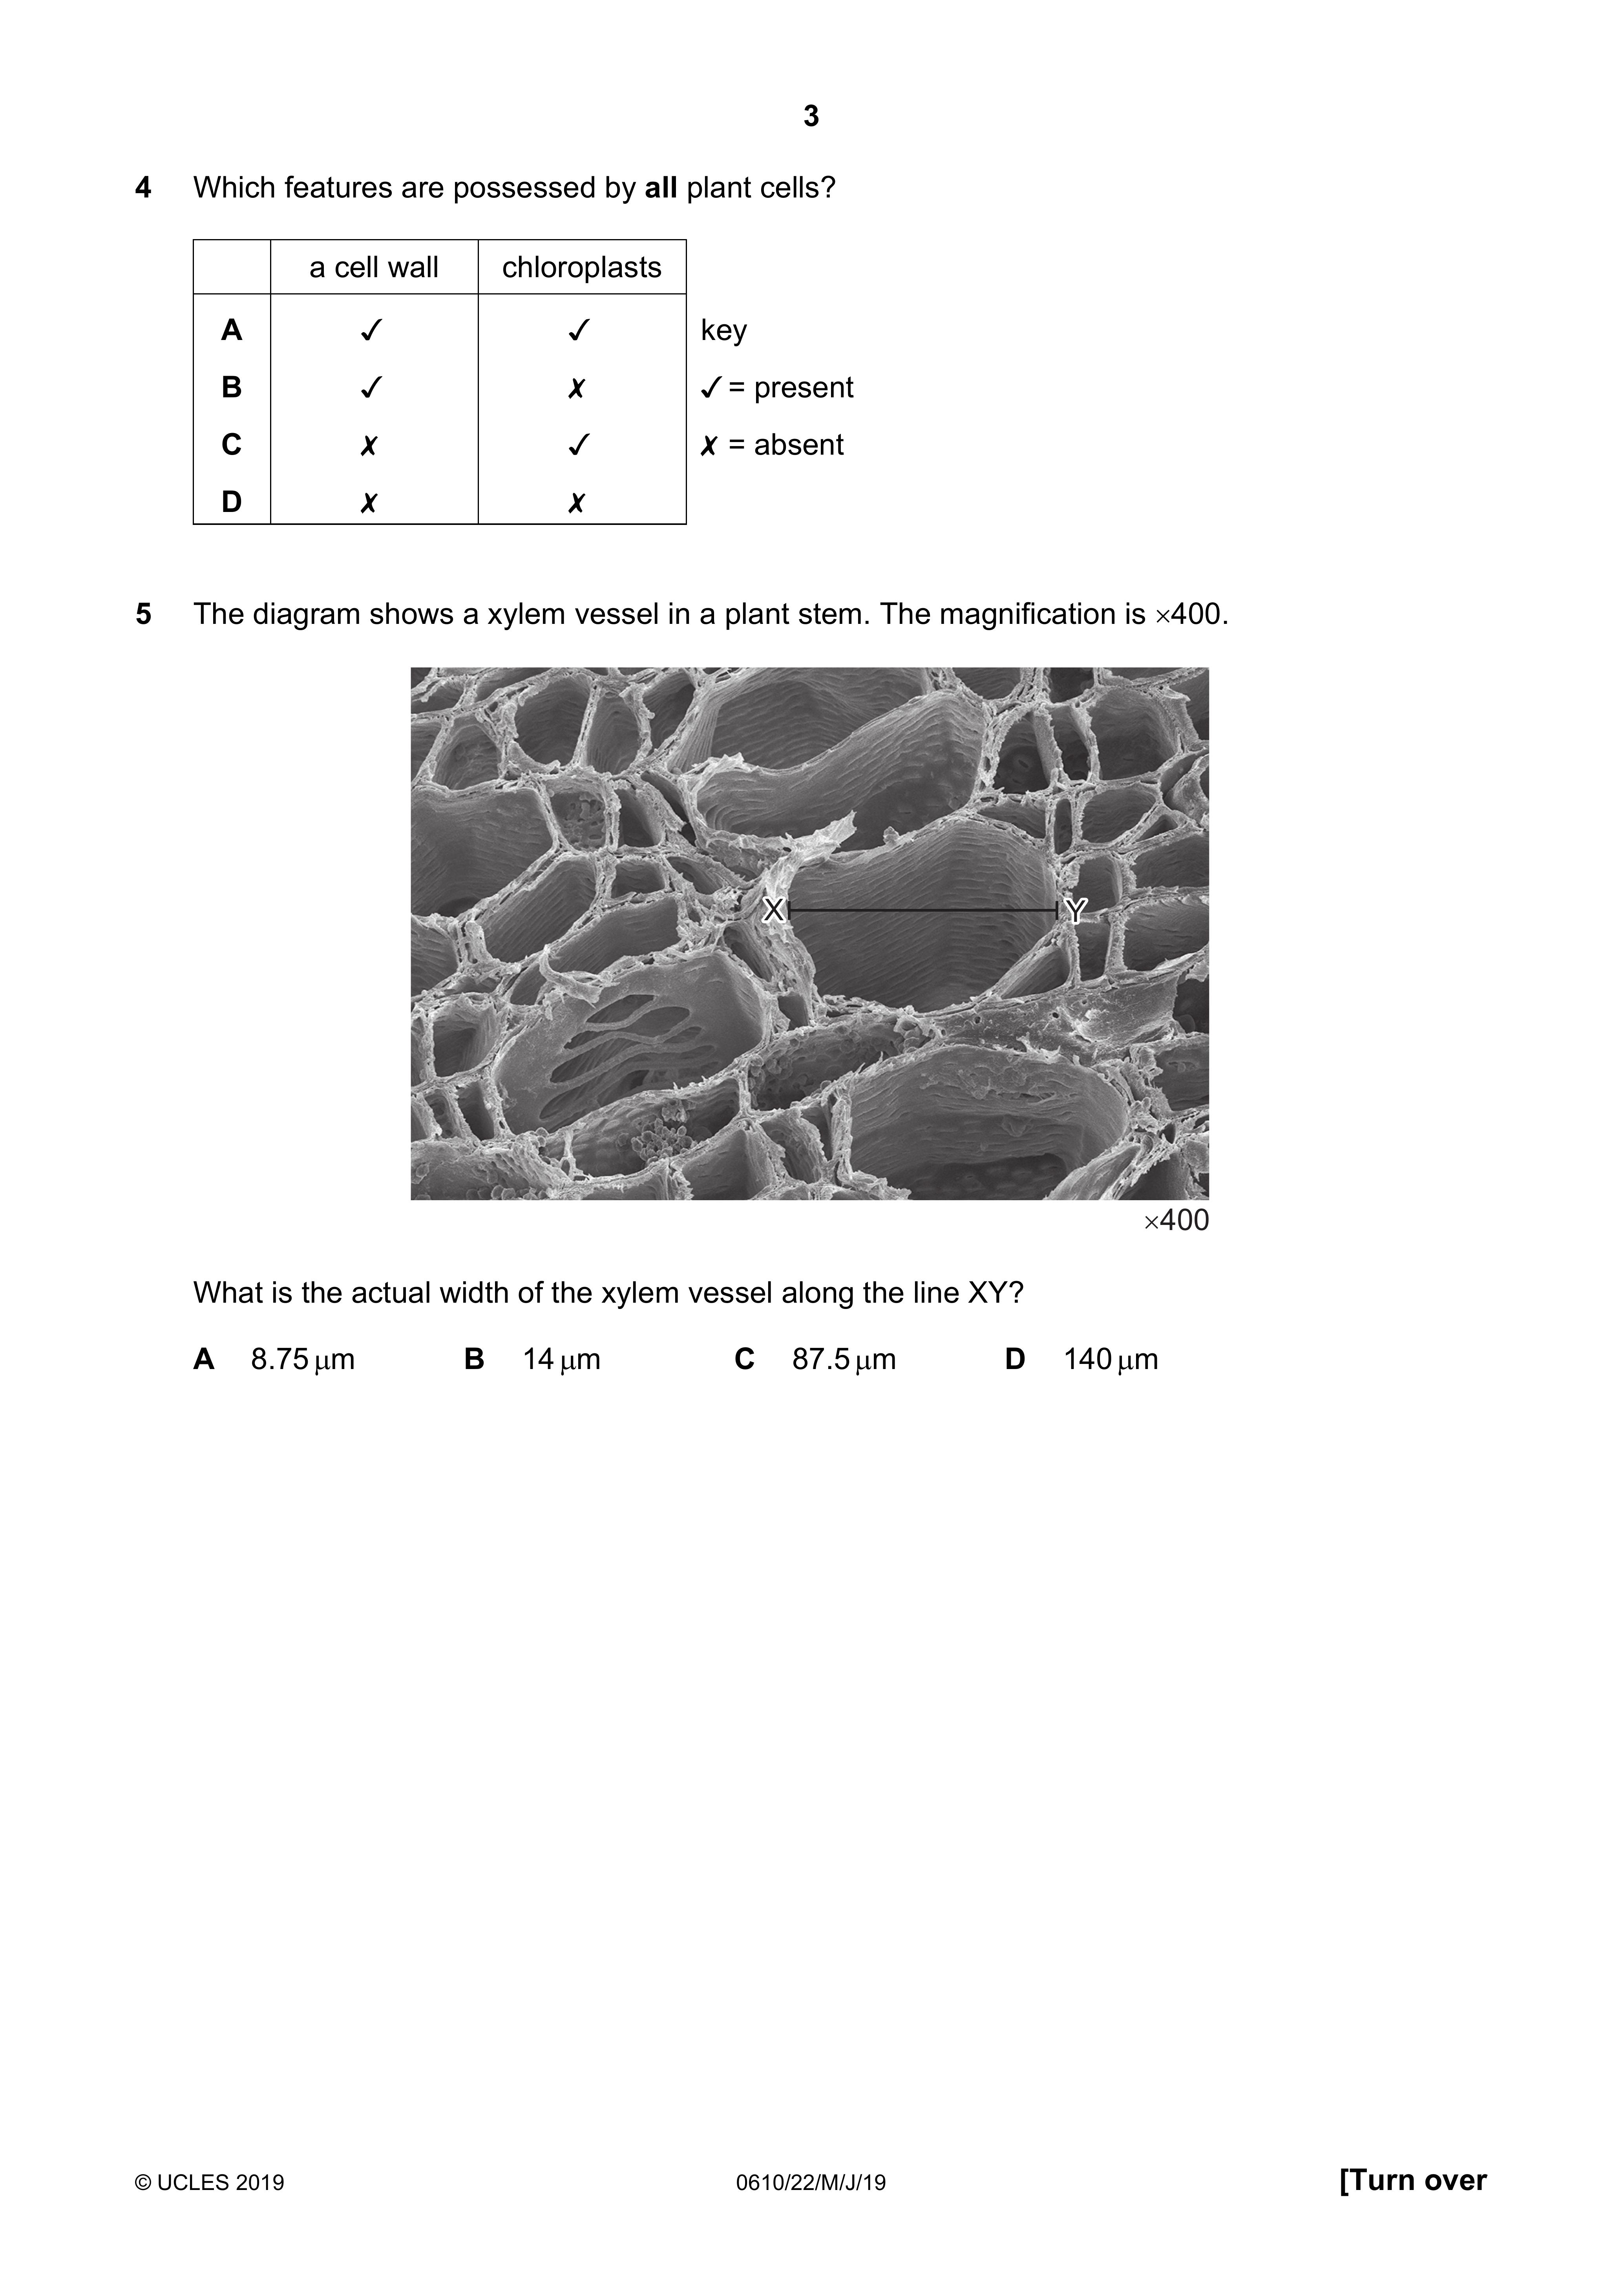 3
4 Which features are possessed by all plant cells?
a cell wall chloroplasts
A ✓ ✓ key
B ✓ ✗ ✓ = present
C ✗ ✓ ✗ = absent
D ✗ ✗
5 The diagram shows a xylem vessel in a plant stem. The magnification is ×400.
X Y
×400
What is the actual width of the xylem vessel along the line XY?
A 8.75 μm B 14 μm C 87.5 μm D 140 μm
© UCLES 2019 0610/22/M/J/19 [Turn over